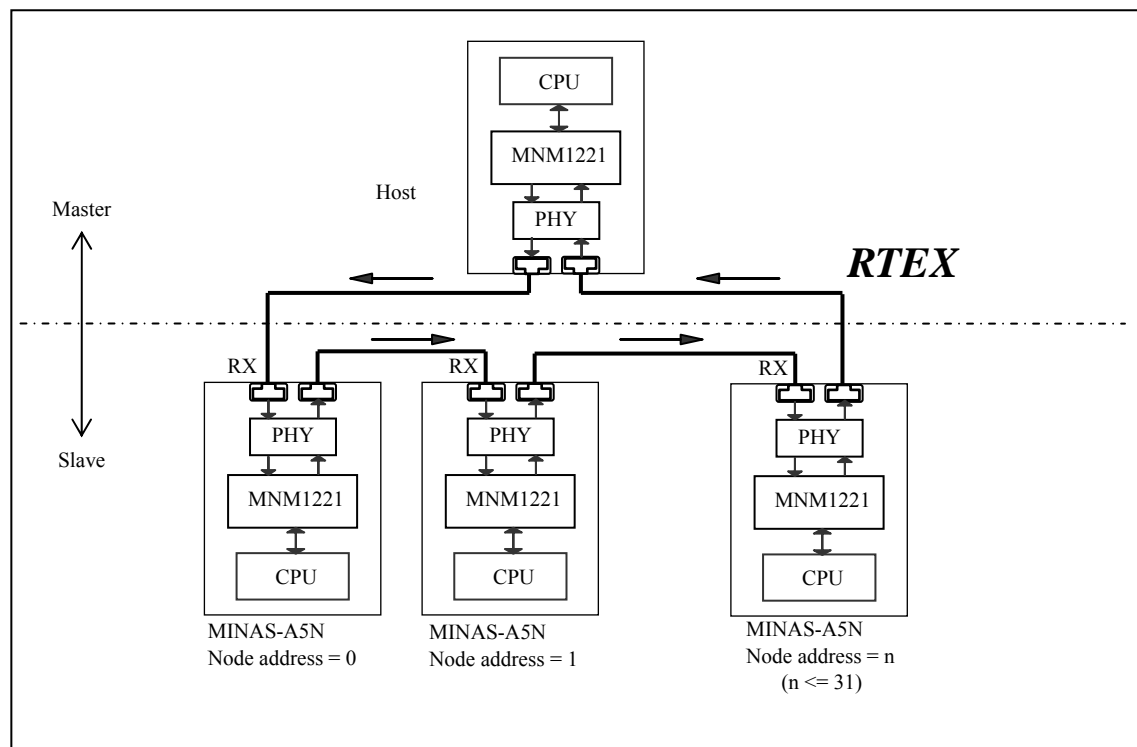 CPU
MNM1221
Host
PHY
Master
RTEX
RX
RX
RX
PHY
PHY
PHY
Slave
MNM1221
MNM1221
MNM1221
CPU
CPU
CPU
MINAS-A5N
Node address = 0
MINAS-A5N
Node address = 1
MINAS-A5N
Node address = n
(n <= 31)